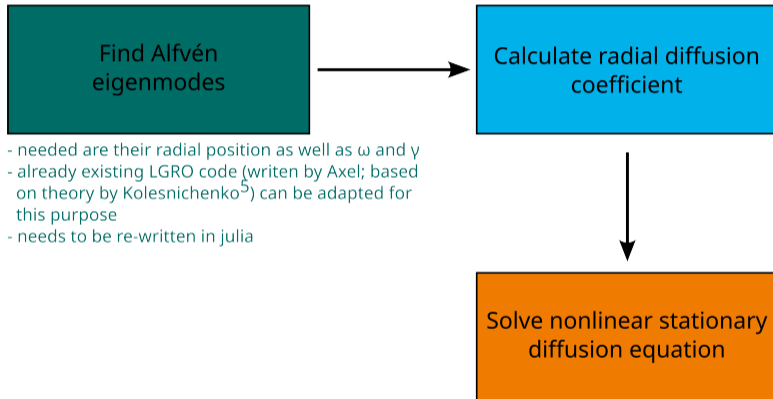 Find Alfvén
eigenmodes
Calculate radial diffusion
coefficient
- needed are their radial position as well as ω and γ
- already existing LGRO code (writen by Axel; based
on theory by Kolesnichenko⁵) can be adapted for
this purpose
- needs to be re-written in julia
Solve nonlinear stationary
diffusion equation